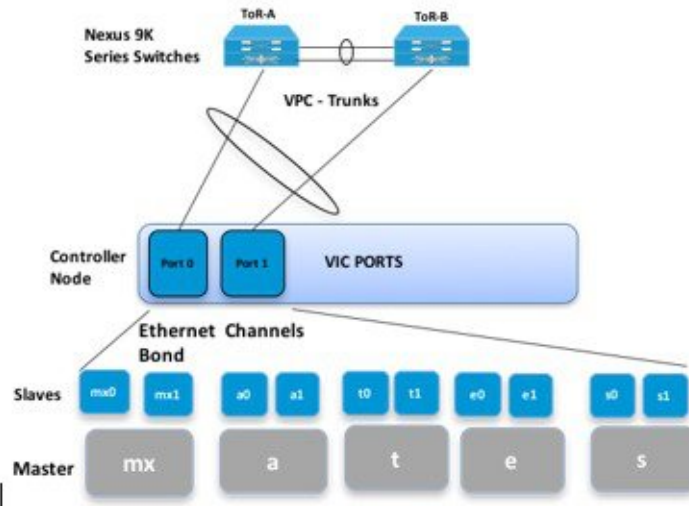 ToR-A
ToR-B
Nexus 9K
Series Switches
VPC - Trunks
Controller
Node
Port 0
Port 1
VIC PORTS
Ethernet Channels
Bond
Slaves
mx0
mx1
a0
a1
t0
t1
e0
e1
s0
s1
Master
mx
a
t
e
s